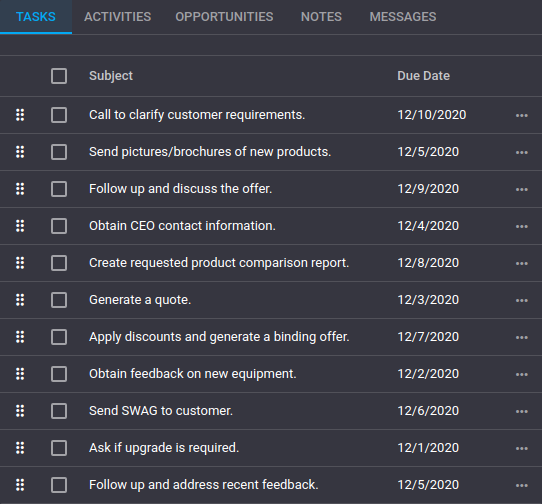 TASKS ACTIVITIES OPPORTUNITIES NOTES MESSAGES
Subject Due Date
Call to clarify customer requirements. 12/10/2020
Send pictures/brochures of new products. 12/5/2020
Follow up and discuss the offer. 12/9/2020
Obtain CEO contact information. 12/4/2020
Create requested product comparison report. 12/8/2020
Generate a quote. 12/3/2020
Apply discounts and generate a binding offer. 12/7/2020
Obtain feedback on new equipment. 12/2/2020
Send SWAG to customer. 12/6/2020
Ask if upgrade is required. 12/1/2020
Follow up and address recent feedback. 12/5/2020